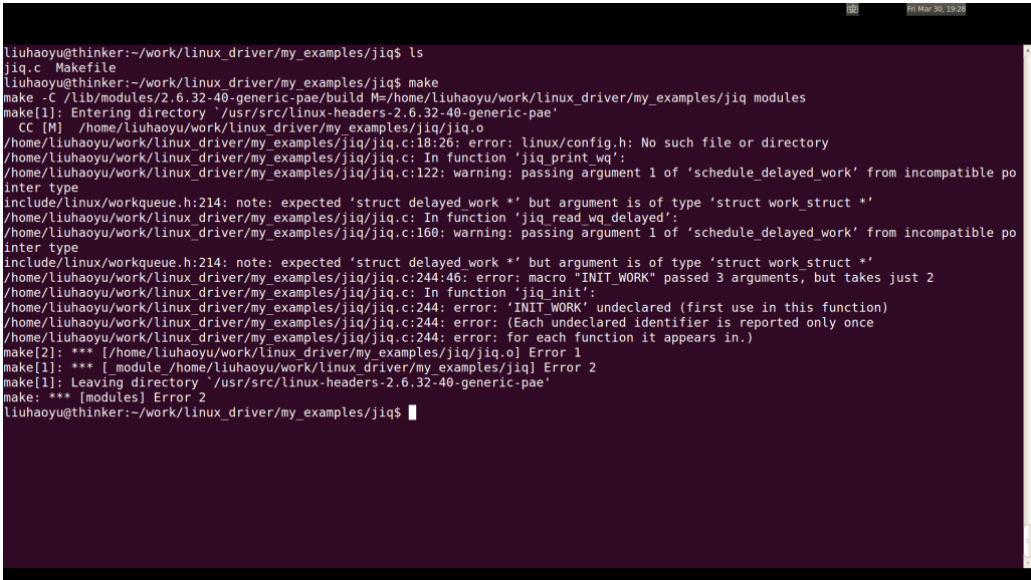 Fri Mar 30, 19:28
liuhaoyu@thinker:~/work/linux_driver/my_examples/jiq$ ls
jiq.c  Makefile
liuhaoyu@thinker:~/work/linux_driver/my_examples/jiq$ make
make -C /lib/modules/2.6.32-40-generic-pae/build M=/home/liuhaoyu/work/linux_driver/my_examples/jiq modules
make[1]: Entering directory `/usr/src/linux-headers-2.6.32-40-generic-pae'
  CC [M]  /home/liuhaoyu/work/linux_driver/my_examples/jiq/jiq.o
/home/liuhaoyu/work/linux_driver/my_examples/jiq/jiq.c:18:26: error: linux/config.h: No such file or directory
/home/liuhaoyu/work/linux_driver/my_examples/jiq/jiq.c: In function ‘jiq_print_wq’:
/home/liuhaoyu/work/linux_driver/my_examples/jiq/jiq.c:122: warning: passing argument 1 of ‘schedule_delayed_work’ from incompatible po
inter type
include/linux/workqueue.h:214: note: expected ‘struct delayed_work *’ but argument is of type ‘struct work_struct *’
/home/liuhaoyu/work/linux_driver/my_examples/jiq/jiq.c: In function ‘jiq_read_wq_delayed’:
/home/liuhaoyu/work/linux_driver/my_examples/jiq/jiq.c:160: warning: passing argument 1 of ‘schedule_delayed_work’ from incompatible po
inter type
include/linux/workqueue.h:214: note: expected ‘struct delayed_work *’ but argument is of type ‘struct work_struct *’
/home/liuhaoyu/work/linux_driver/my_examples/jiq/jiq.c:244:46: error: macro "INIT_WORK" passed 3 arguments, but takes just 2
/home/liuhaoyu/work/linux_driver/my_examples/jiq/jiq.c: In function ‘jiq_init’:
/home/liuhaoyu/work/linux_driver/my_examples/jiq/jiq.c:244: error: ‘INIT_WORK’ undeclared (first use in this function)
/home/liuhaoyu/work/linux_driver/my_examples/jiq/jiq.c:244: error: (Each undeclared identifier is reported only once
/home/liuhaoyu/work/linux_driver/my_examples/jiq/jiq.c:244: error: for each function it appears in.)
make[2]: *** [/home/liuhaoyu/work/linux_driver/my_examples/jiq/jiq.o] Error 1
make[1]: *** [_module_/home/liuhaoyu/work/linux_driver/my_examples/jiq] Error 2
make[1]: Leaving directory `/usr/src/linux-headers-2.6.32-40-generic-pae'
make: *** [modules] Error 2
liuhaoyu@thinker:~/work/linux_driver/my_examples/jiq$